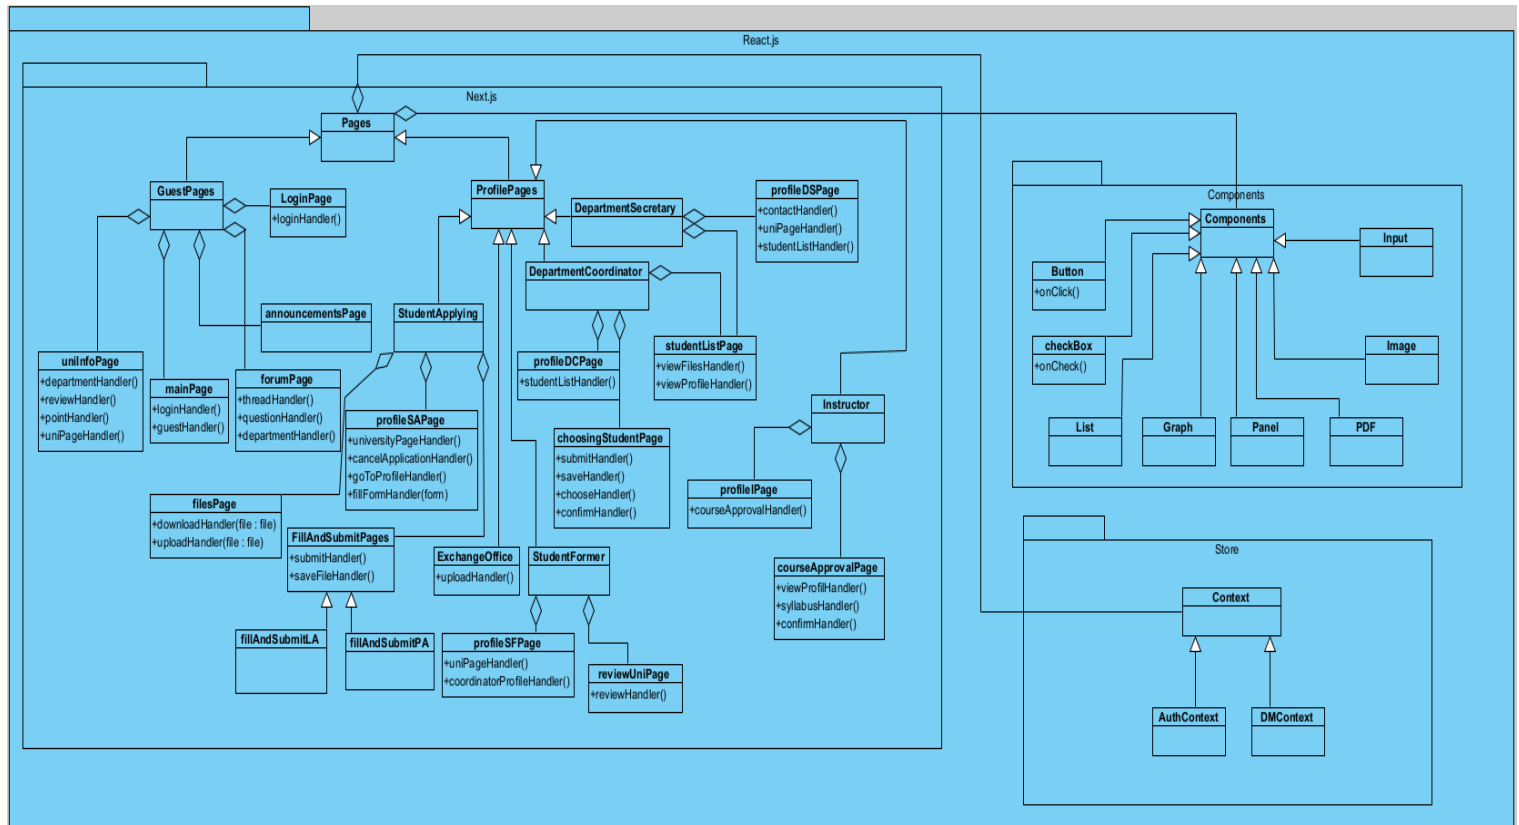 React.js
Next.js
Pages
GuestPages
LoginPage
+loginHandler()
ProfilePages
DepartmentSecretary
profileDSPage
+contactHandler()
+uniPageHandler()
+studentListHandler()
DepartmentCoordinator
announcementsPage
StudentApplying
uniInfoPage
+departmentHandler()
+reviewHandler()
+pointHandler()
+uniPageHandler()
mainPage
+loginHandler()
+guestHandler()
forumPage
+threadHandler()
+questionHandler()
+departmentHandler()
profileDCPage
+studentListHandler()
studentListPage
+viewFilesHandler()
+viewProfileHandler()
profileSAPage
+universityPageHandler()
+cancelApplicationHandler()
+goToProfileHandler()
+fillFormHandler(form)
choosingStudentPage
+submitHandler()
+saveHandler()
+chooseHandler()
+confirmHandler()
Instructor
profileIPage
+courseApprovalHandler()
filesPage
+downloadHandler(file : file)
+uploadHandler(file : file)
FillAndSubmitPages
+submitHandler()
+saveFileHandler()
ExchangeOffice
+uploadHandler()
StudentFormer
courseApprovalPage
+viewProfilHandler()
+syllabusHandler()
+confirmHandler()
fillAndSubmitLA
fillAndSubmitPA
profileSFPage
+uniPageHandler()
+coordinatorProfileHandler()
reviewUniPage
+reviewHandler()
Components
Components
Input
Button
+onClick()
checkBox
+onCheck()
Image
List
Graph
Panel
PDF
Store
Context
AuthContext
DMContext